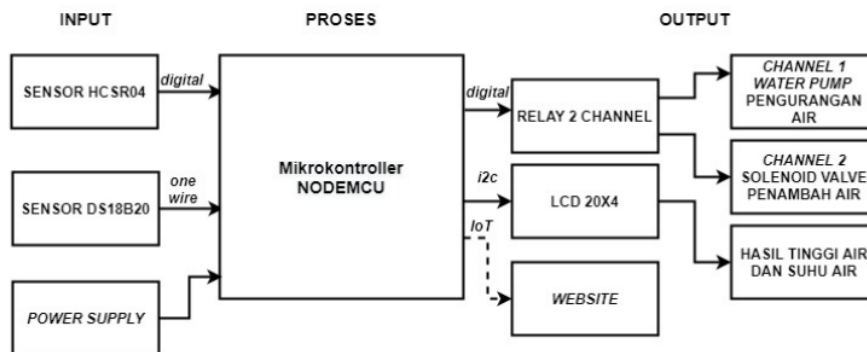 INPUT
PROSES
OUTPUT
SENSOR HCSR04
digital
SENSOR DS18B20
one
wire
POWER SUPPLY
Mikrokontroller
NODEMCU
digital
RELAY 2 CHANNEL
i2c
LCD 20X4
IoT
WEBSITE
CHANNEL 1
WATER PUMP
PENGURANGAN
AIR
CHANNEL 2
SOLENOID VALVE
PENAMBAH AIR
HASIL TINGGI AIR
DAN SUHU AIR